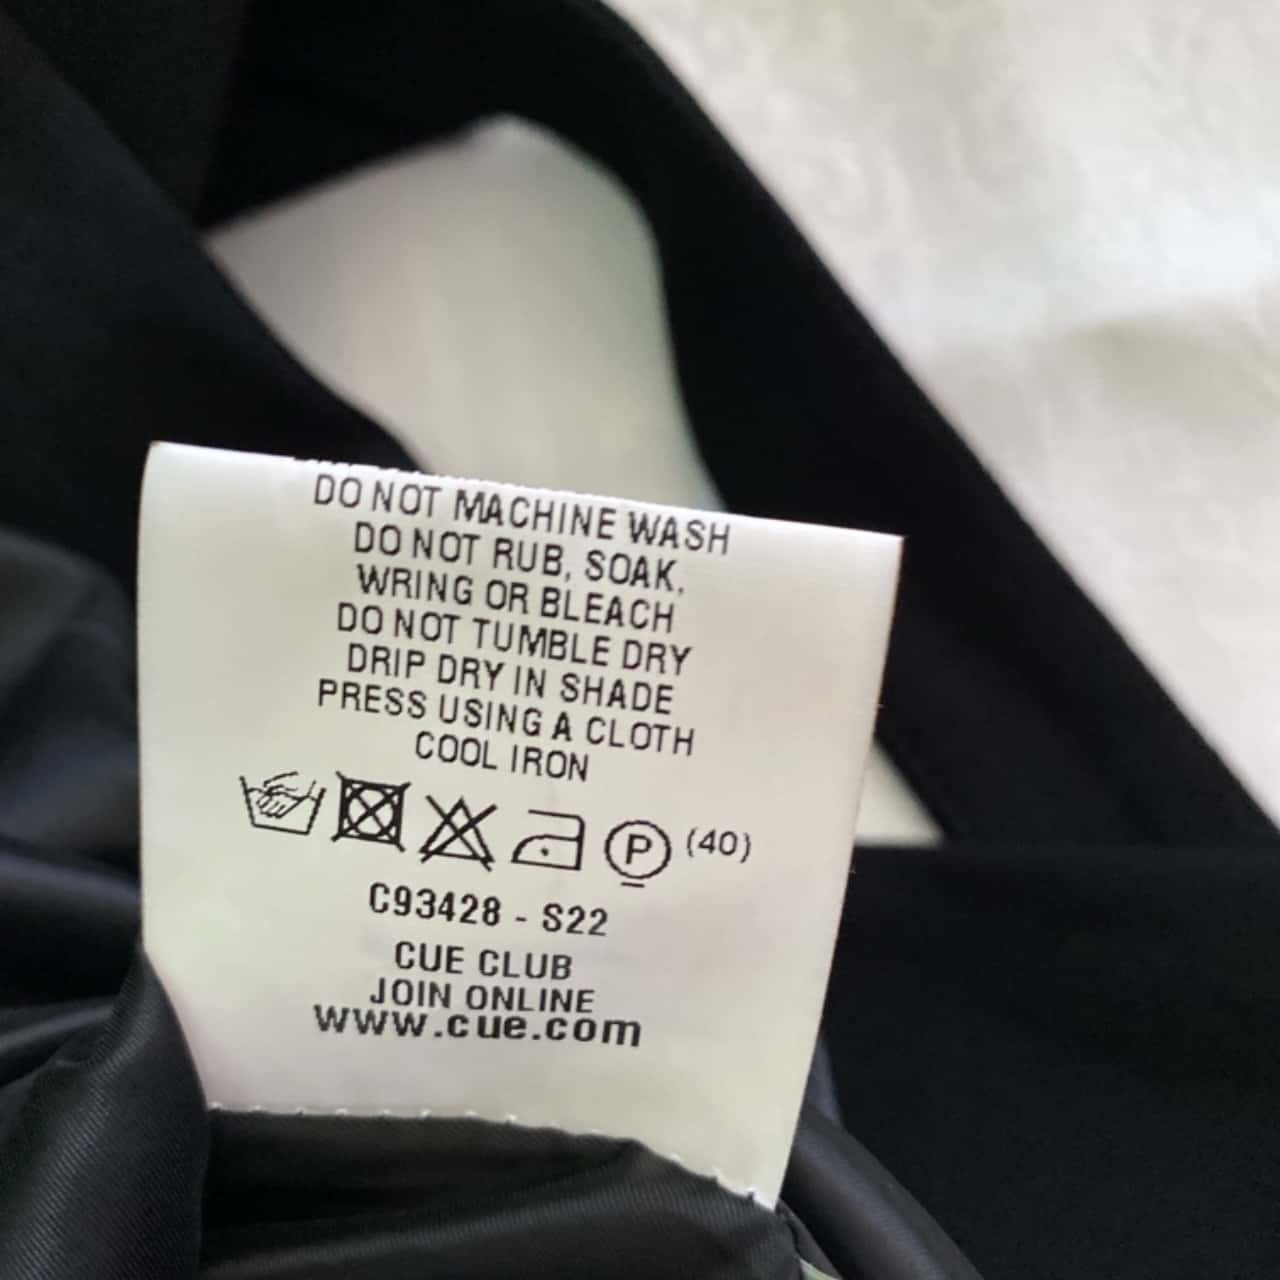 DO NOT MACHINE WASH
DO NOT RUB, SOAK,
WRING OR BLEACH
DO NOT TUMBLE DRY
DRIP DRY IN SHADE
PRESS USING A CLOTH
COOL IRON
P (40)
C93428 - S22
CUE CLUB
JOIN ONLINE
www.cue.com